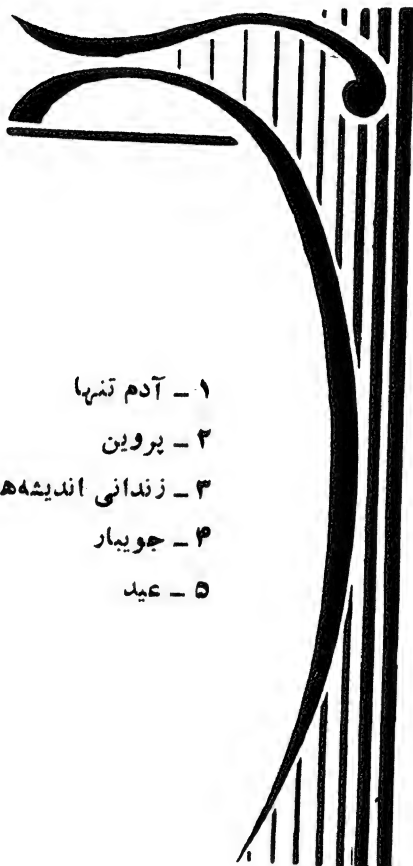 ۱ ـ آدم تنها
۲ ـ پروین
۳ ـ زندانی اندیشه‌ها
۴ ـ جویبار
۵ ـ عید